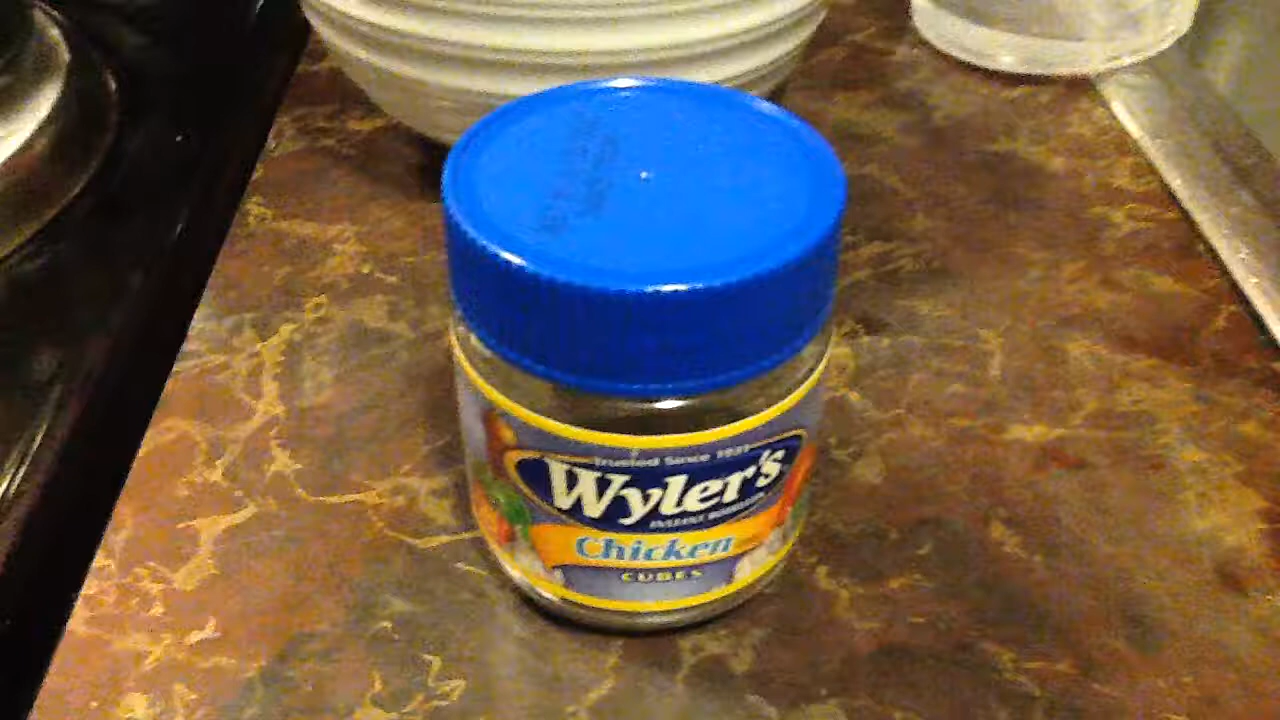 Trusted Since 1931
Wyler's
INSTANT BOUILLON
Chicken
CUBES